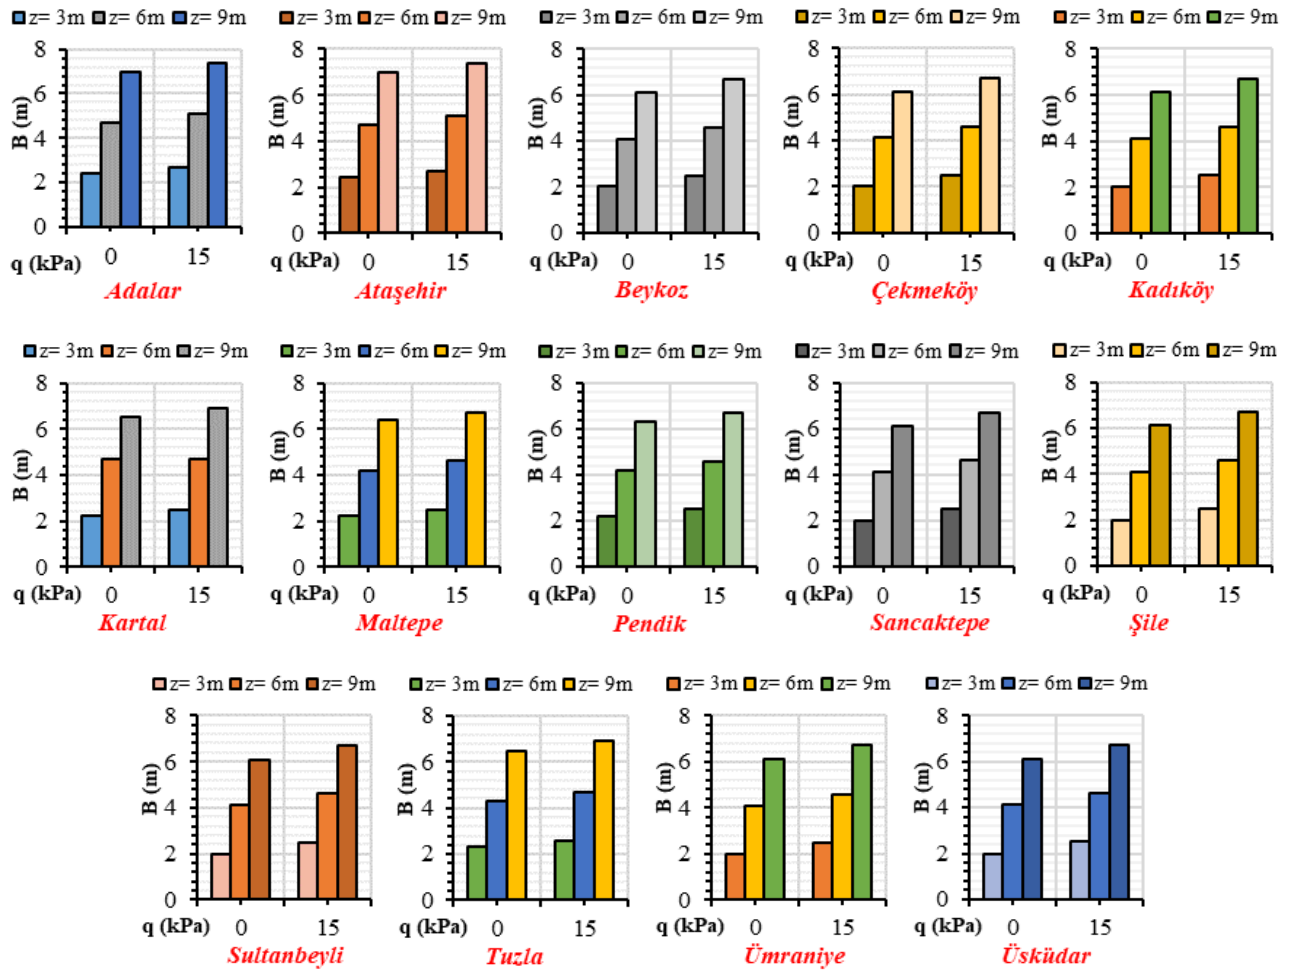 z= 3m z= 6m z= 9m
8
6
4
2
0
B (m)
q (kPa) 0 15
Adalar
z= 3m z= 6m z= 9m
8
6
4
2
0
B (m)
q (kPa) 0 15
Ataşehir
z= 3m z= 6m z= 9m
8
6
4
2
0
B (m)
q (kPa) 0 15
Beykoz
z= 3m z= 6m z= 9m
8
6
4
2
0
B (m)
q (kPa) 0 15
Çekmeköy
z= 3m z= 6m z= 9m
8
6
4
2
0
B (m)
q (kPa) 0 15
Kadıköy
z= 3m z= 6m z= 9m
8
6
4
2
0
B (m)
q (kPa) 0 15
Kartal
z= 3m z= 6m z= 9m
8
6
4
2
0
B (m)
q (kPa) 0 15
Maltepe
z= 3m z= 6m z= 9m
8
6
4
2
0
B (m)
q (kPa) 0 15
Pendik
z= 3m z= 6m z= 9m
8
6
4
2
0
B (m)
q (kPa) 0 15
Sancaktepe
z= 3m z= 6m z= 9m
8
6
4
2
0
B (m)
q (kPa) 0 15
Şile
z= 3m z= 6m z= 9m
8
6
4
2
0
B (m)
q (kPa) 0 15
Sultanbeyli
z= 3m z= 6m z= 9m
8
6
4
2
0
B (m)
q (kPa) 0 15
Tuzla
z= 3m z= 6m z= 9m
8
6
4
2
0
B (m)
q (kPa) 0 15
Ümraniye
z= 3m z= 6m z= 9m
8
6
4
2
0
B (m)
q (kPa) 0 15
Üsküdar